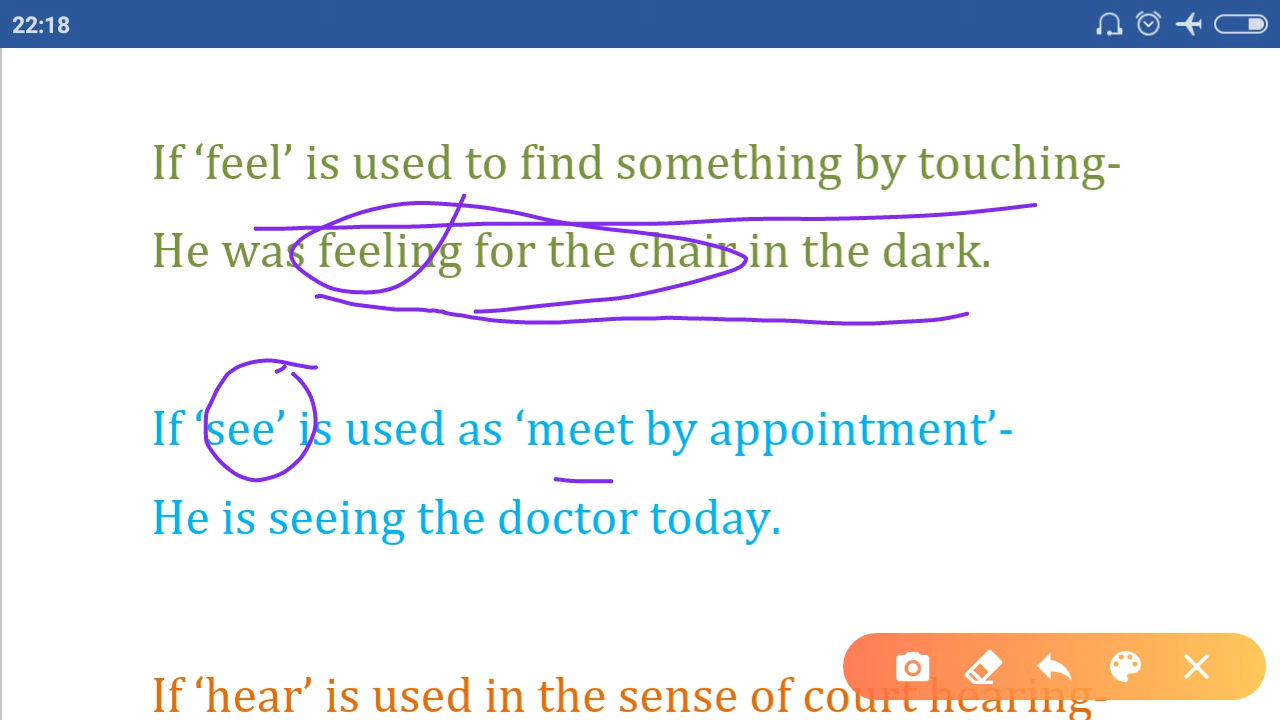 22:18
If ‘feel’ is used to find something by touching-
He was feeling for the chair in the dark.
If ‘see’ is used as ‘meet by appointment’-
He is seeing the doctor today.
If ‘hear’ is used in the sense of court hearing-